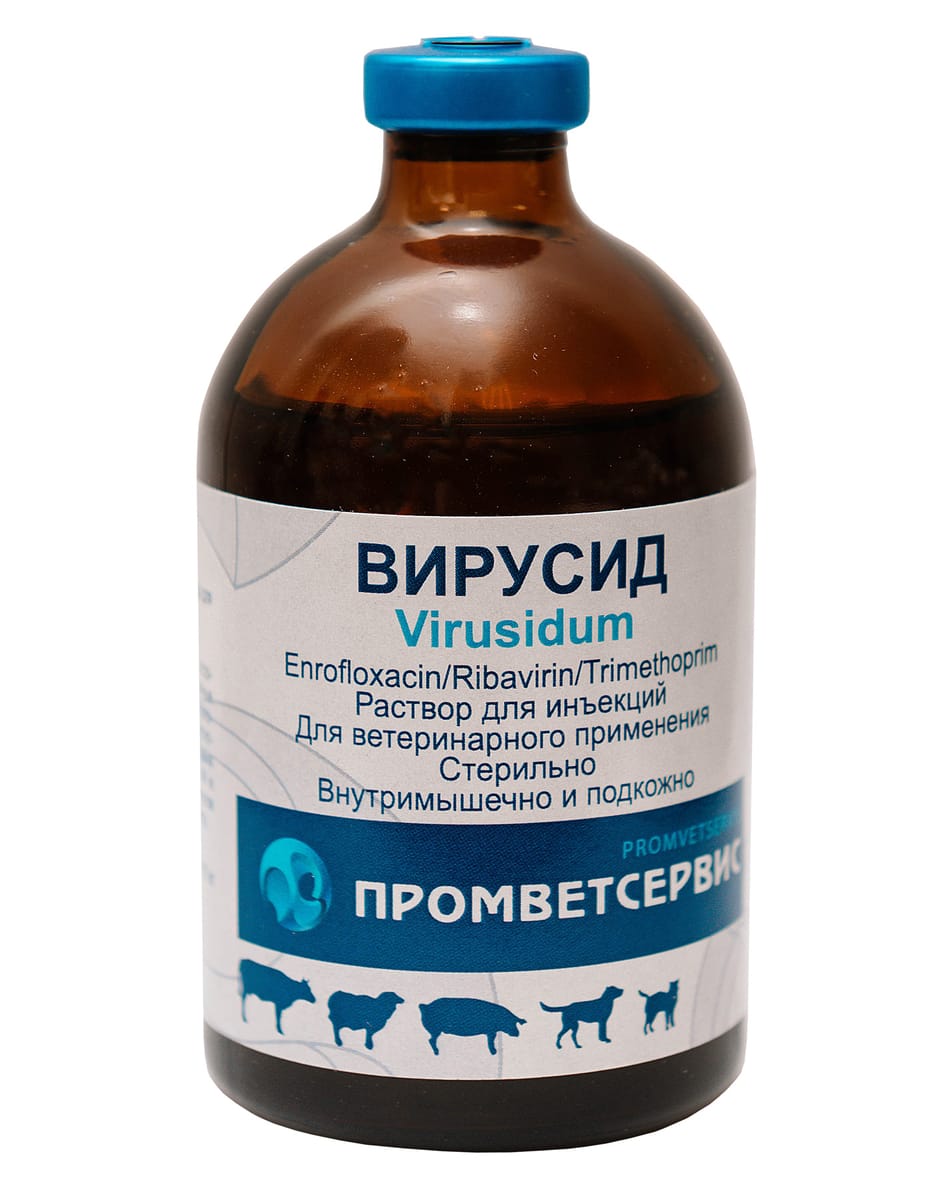 ВИРУСИД
Virusidum
Enrofloxacin/Ribavirin/Trimethoprim
Раствор для инъекций
Для ветеринарного применения
Стерильно
Внутримышечно и подкожно
ПРОМВЕТСЕРВИС